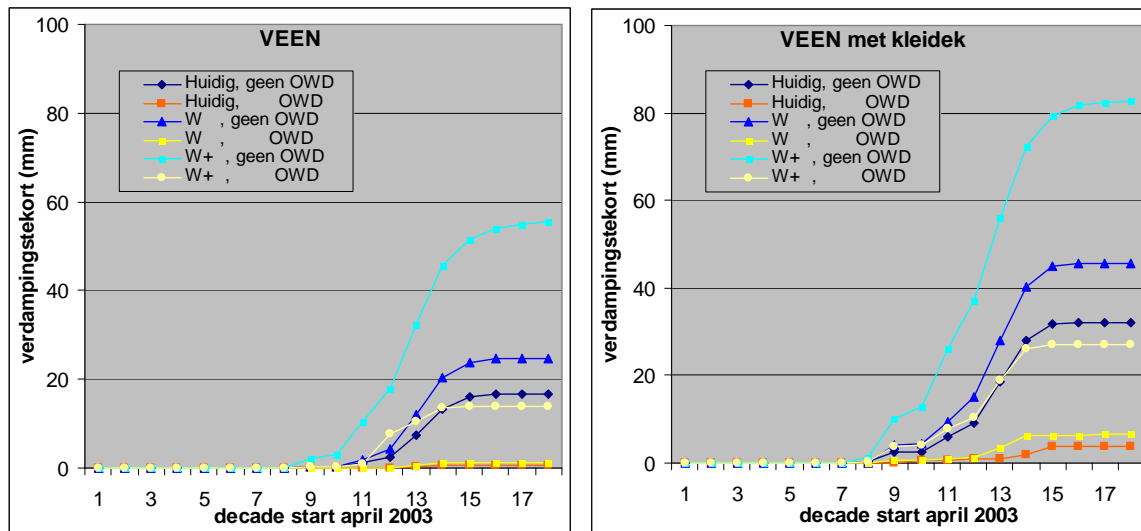 VEEN
Huidig, geen OWD
Huidig, OWD
W , geen OWD
W , OWD
W+ , geen OWD
W+ , OWD
verdampingstekort (mm)
100
80
60
40
20
0
1 3 5 7 9 11 13 15 17
decade start april 2003
VEEN met kleidek
Huidig, geen OWD
Huidig, OWD
W , geen OWD
W , OWD
W+ , geen OWD
W+ , OWD
verdampingstekort (mm)
100
80
60
40
20
0
1 3 5 7 9 11 13 15 17
decade start april 2003